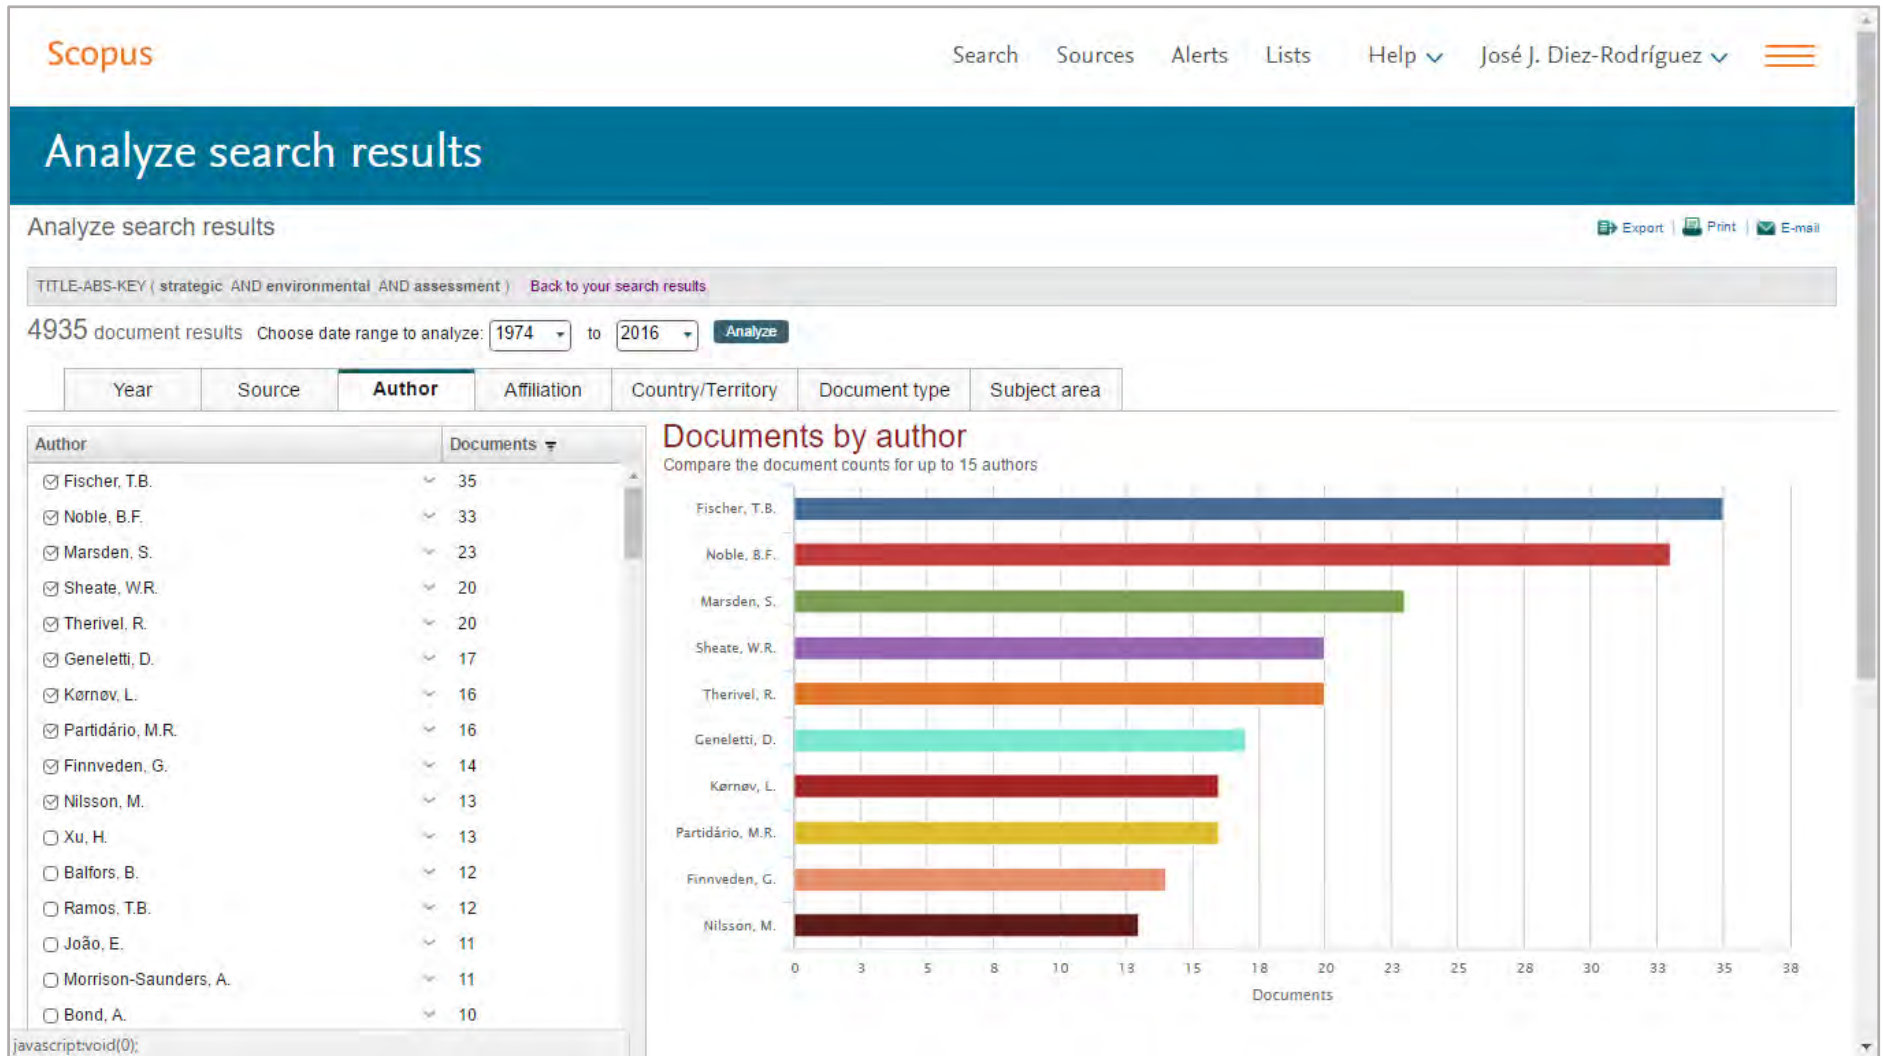 Scopus
Search Sources Alerts Lists Help José J. Diez-Rodríguez
Analyze search results
Analyze search results
Export | Print | E-mail
TITLE-ABS-KEY ( strategic AND environmental AND assessment ) Back to your search results
4935 document results Choose date range to analyze: 1974 to 2016 Analyze
Year Source Author Affiliation Country/Territory Document type Subject area
Author Documents
Fischer, T.B. 35
Noble, B.F. 33
Marsden, S. 23
Sheate, W.R. 20
Therivel, R. 20
Geneletti, D. 17
Kørnøv, L. 16
Partidário, M.R. 16
Finnveden, G. 14
Nilsson, M. 13
Xu, H. 13
Balfors, B. 12
Ramos, T.B. 12
João, E. 11
Morrison-Saunders, A. 11
Bond, A. 10
javascript:void(0);
Documents by author
Compare the document counts for up to 15 authors
Fischer, T.B.
Noble, B.F.
Marsden, S.
Sheate, W.R.
Therivel, R.
Geneletti, D.
Kørnøv, L.
Partidário, M.R.
Finnveden, G.
Nilsson, M.
0 3 5 8 10 13 15 18 20 23 25 28 30 33 35 38
Documents